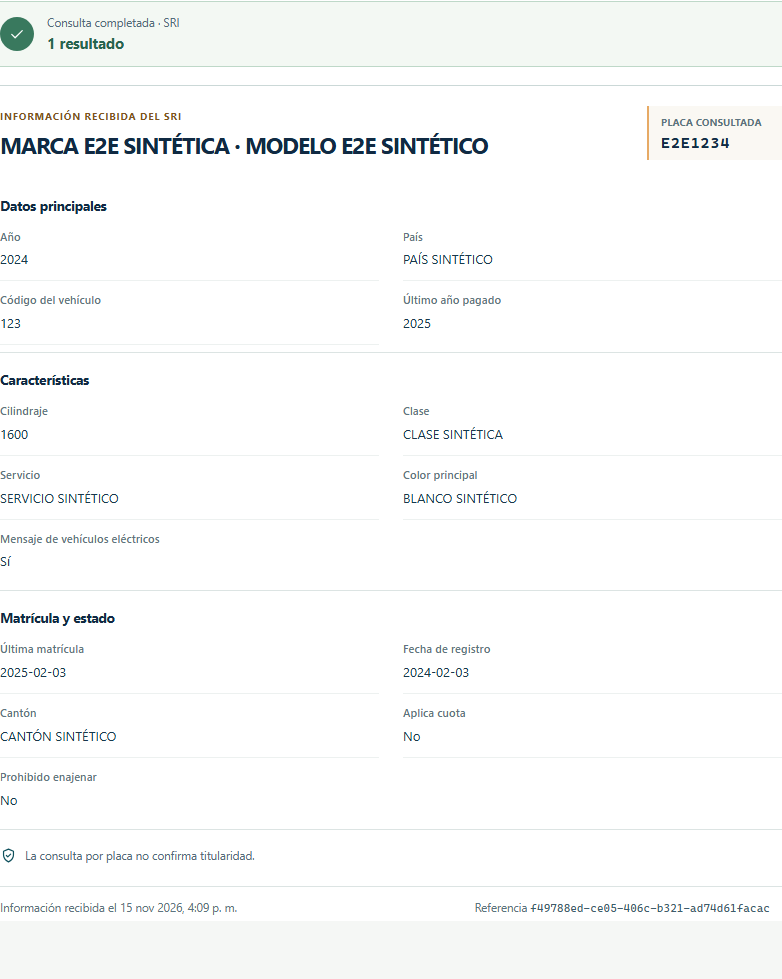 Consulta completada · SRI
1 resultado
INFORMACIÓN RECIBIDA DEL SRI
MARCA E2E SINTÉTICA · MODELO E2E SINTÉTICO
PLACA CONSULTADA
E2E1234
Datos principales
Año
2024
País
PAÍS SINTÉTICO
Código del vehículo
123
Último año pagado
2025
Características
Cilindraje
1600
Clase
CLASE SINTÉTICA
Servicio
SERVICIO SINTÉTICO
Color principal
BLANCO SINTÉTICO
Mensaje de vehículos eléctricos
Sí
Matrícula y estado
Última matrícula
2025-02-03
Fecha de registro
2024-02-03
Cantón
CANTÓN SINTÉTICO
Aplica cuota
No
Prohibido enajenar
No
La consulta por placa no confirma titularidad.
Información recibida el 15 nov 2026, 4:09 p. m.
Referencia f49788ed-ce05-406c-b321-ad74d61facac